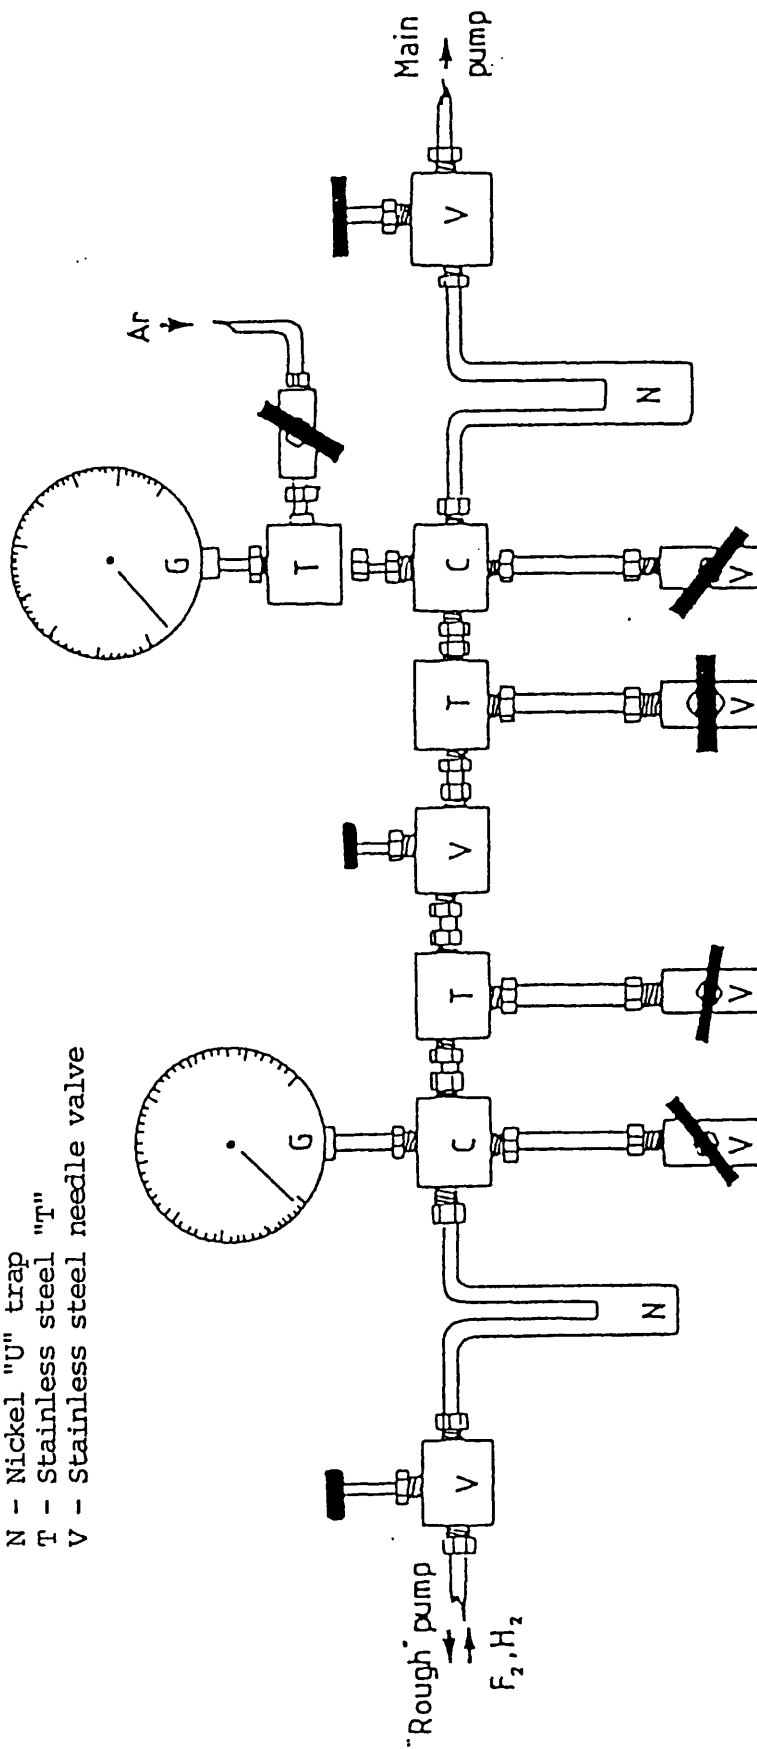 N - Nickel "U" trap
T - Stainless steel "T"
V - Stainless steel needle valve
G
G
Ar
T
Main
pump
V
N
C
T
V
T
C
N
V
"Rough" pump
F₂,H₂
V
V
V
V